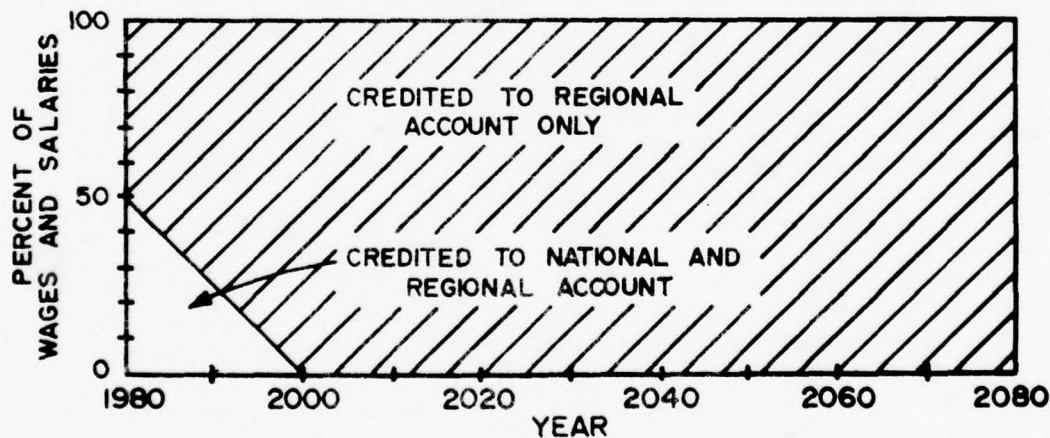 PERCENT OF
WAGES AND SALARIES
100
50
0
CREDITED TO REGIONAL
ACCOUNT ONLY
CREDITED TO NATIONAL AND
REGIONAL ACCOUNT
1980 2000 2020 2040 2060 2080
YEAR